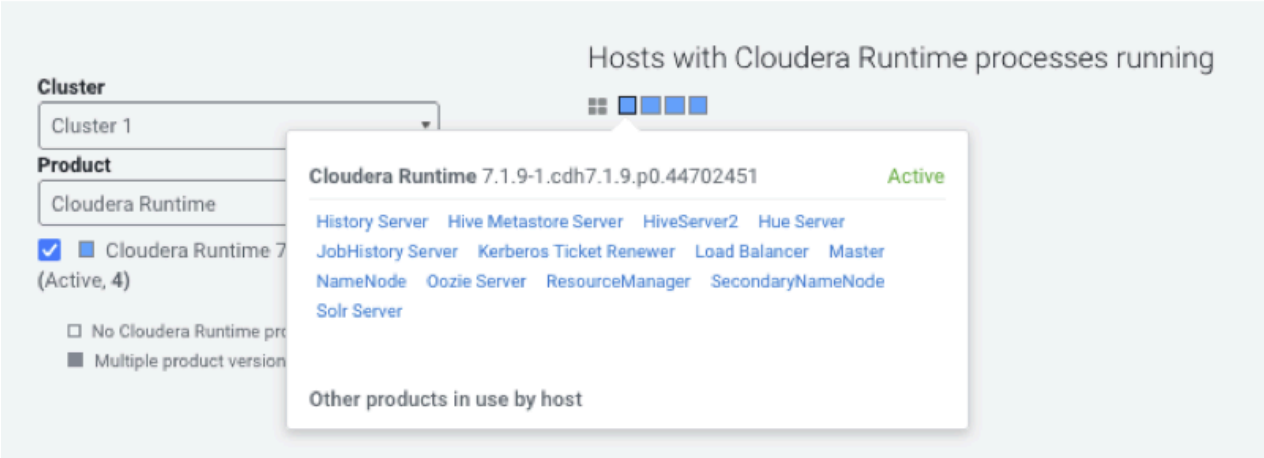 Hosts with Cloudera Runtime processes running
Cluster
Cluster 1
Product
Cloudera Runtime
Cloudera Runtime 7
(Active, 4)
No Cloudera Runtime pro
Multiple product version
Cloudera Runtime 7.1.9-1.cdh7.1.9.p0.44702451 Active
History Server Hive Metastore Server HiveServer2 Hue Server
JobHistory Server Kerberos Ticket Renewer Load Balancer Master
NameNode Oozie Server ResourceManager SecondaryNameNode
Solr Server
Other products in use by host